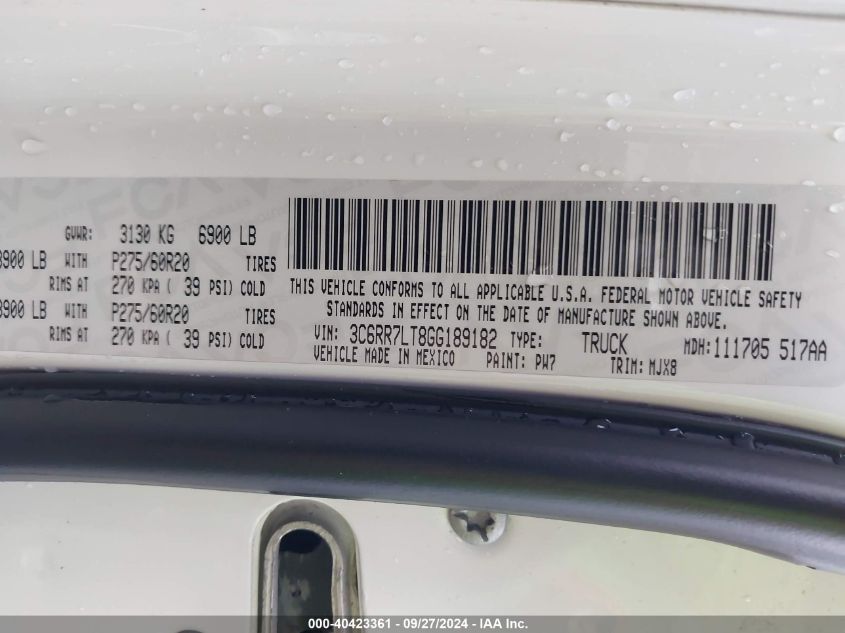 GVWR: 3130 KG 6900 LB
3900 LB WITH P275/60R20 TIRES
RIMS AT 270 KPA ( 39 PSI) COLD
3900 LB WITH P275/60R20 TIRES
RIMS AT 270 KPA ( 39 PSI) COLD
THIS VEHICLE CONFORMS TO ALL APPLICABLE U.S.A. FEDERAL MOTOR VEHICLE SAFETY
STANDARDS IN EFFECT ON THE DATE OF MANUFACTURE SHOWN ABOVE.
VIN: 3C6RR7LT8GG189182 TYPE: TRUCK MDH:111705 517AA
VEHICLE MADE IN MEXICO PAINT: PW7 TRIM: MJX8
000-40423361 - 09/27/2024 - IAA Inc.